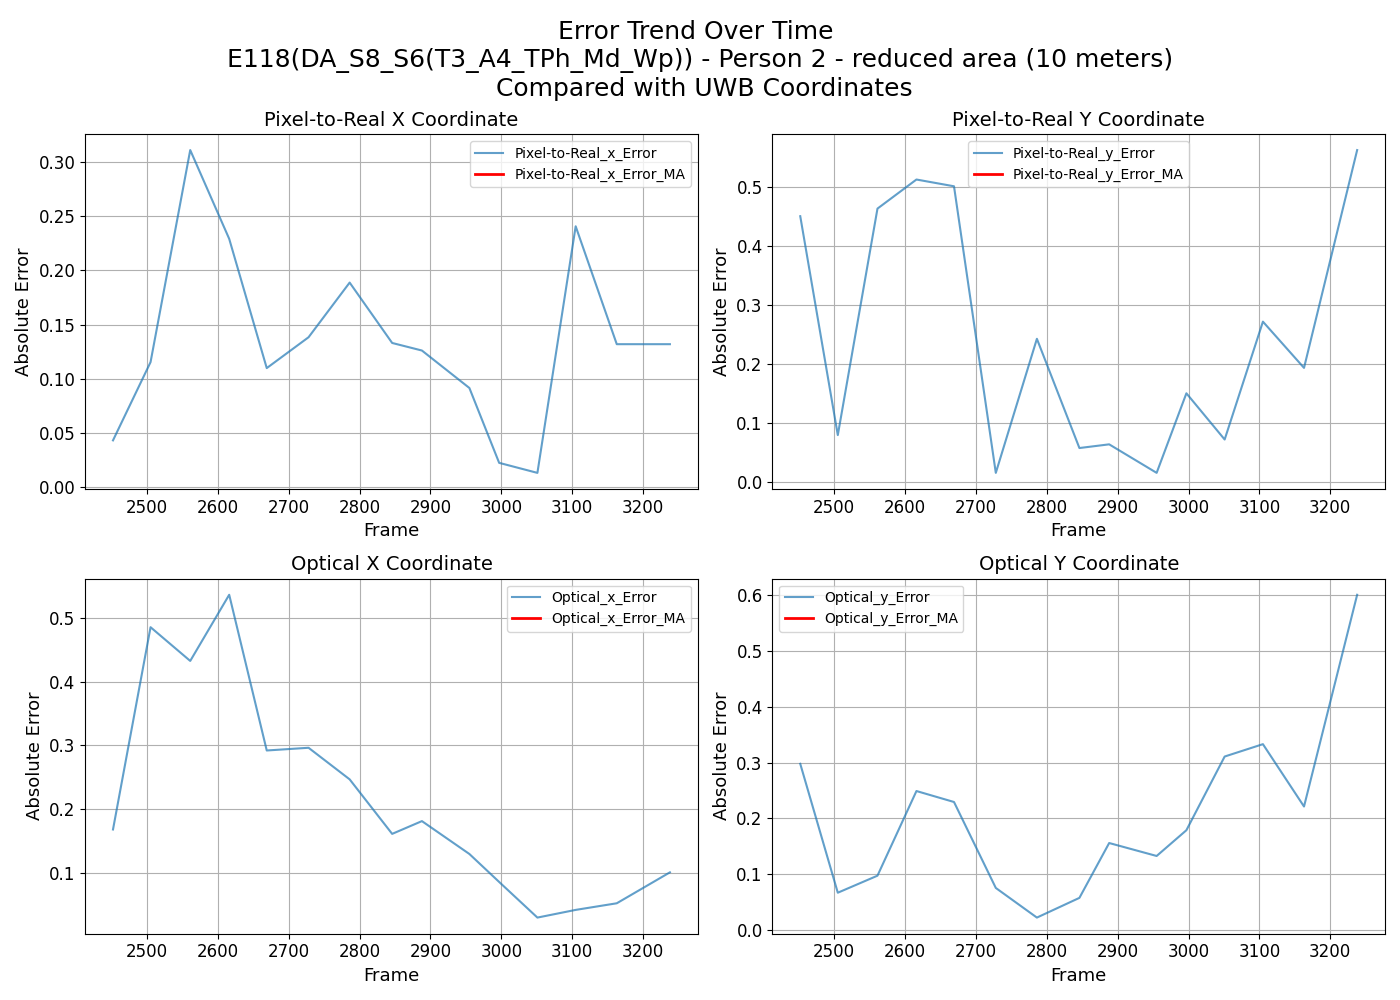 Error Trend Over Time
E118(DA_S8_S6(T3_A4_TPh_Md_Wp)) - Person 2 - reduced area (10 meters)
Compared with UWB Coordinates
Pixel-to-Real X Coordinate
Pixel-to-Real_x_Error
Pixel-to-Real_x_Error_MA
Absolute Error
0.30
0.25
0.20
0.15
0.10
0.05
0.00
2500 2600 2700 2800 2900 3000 3100 3200
Frame
Pixel-to-Real Y Coordinate
Pixel-to-Real_y_Error
Pixel-to-Real_y_Error_MA
Absolute Error
0.5
0.4
0.3
0.2
0.1
0.0
2500 2600 2700 2800 2900 3000 3100 3200
Frame
Optical X Coordinate
Optical_x_Error
Optical_x_Error_MA
Absolute Error
0.5
0.4
0.3
0.2
0.1
2500 2600 2700 2800 2900 3000 3100 3200
Frame
Optical Y Coordinate
Optical_y_Error
Optical_y_Error_MA
Absolute Error
0.6
0.5
0.4
0.3
0.2
0.1
0.0
2500 2600 2700 2800 2900 3000 3100 3200
Frame